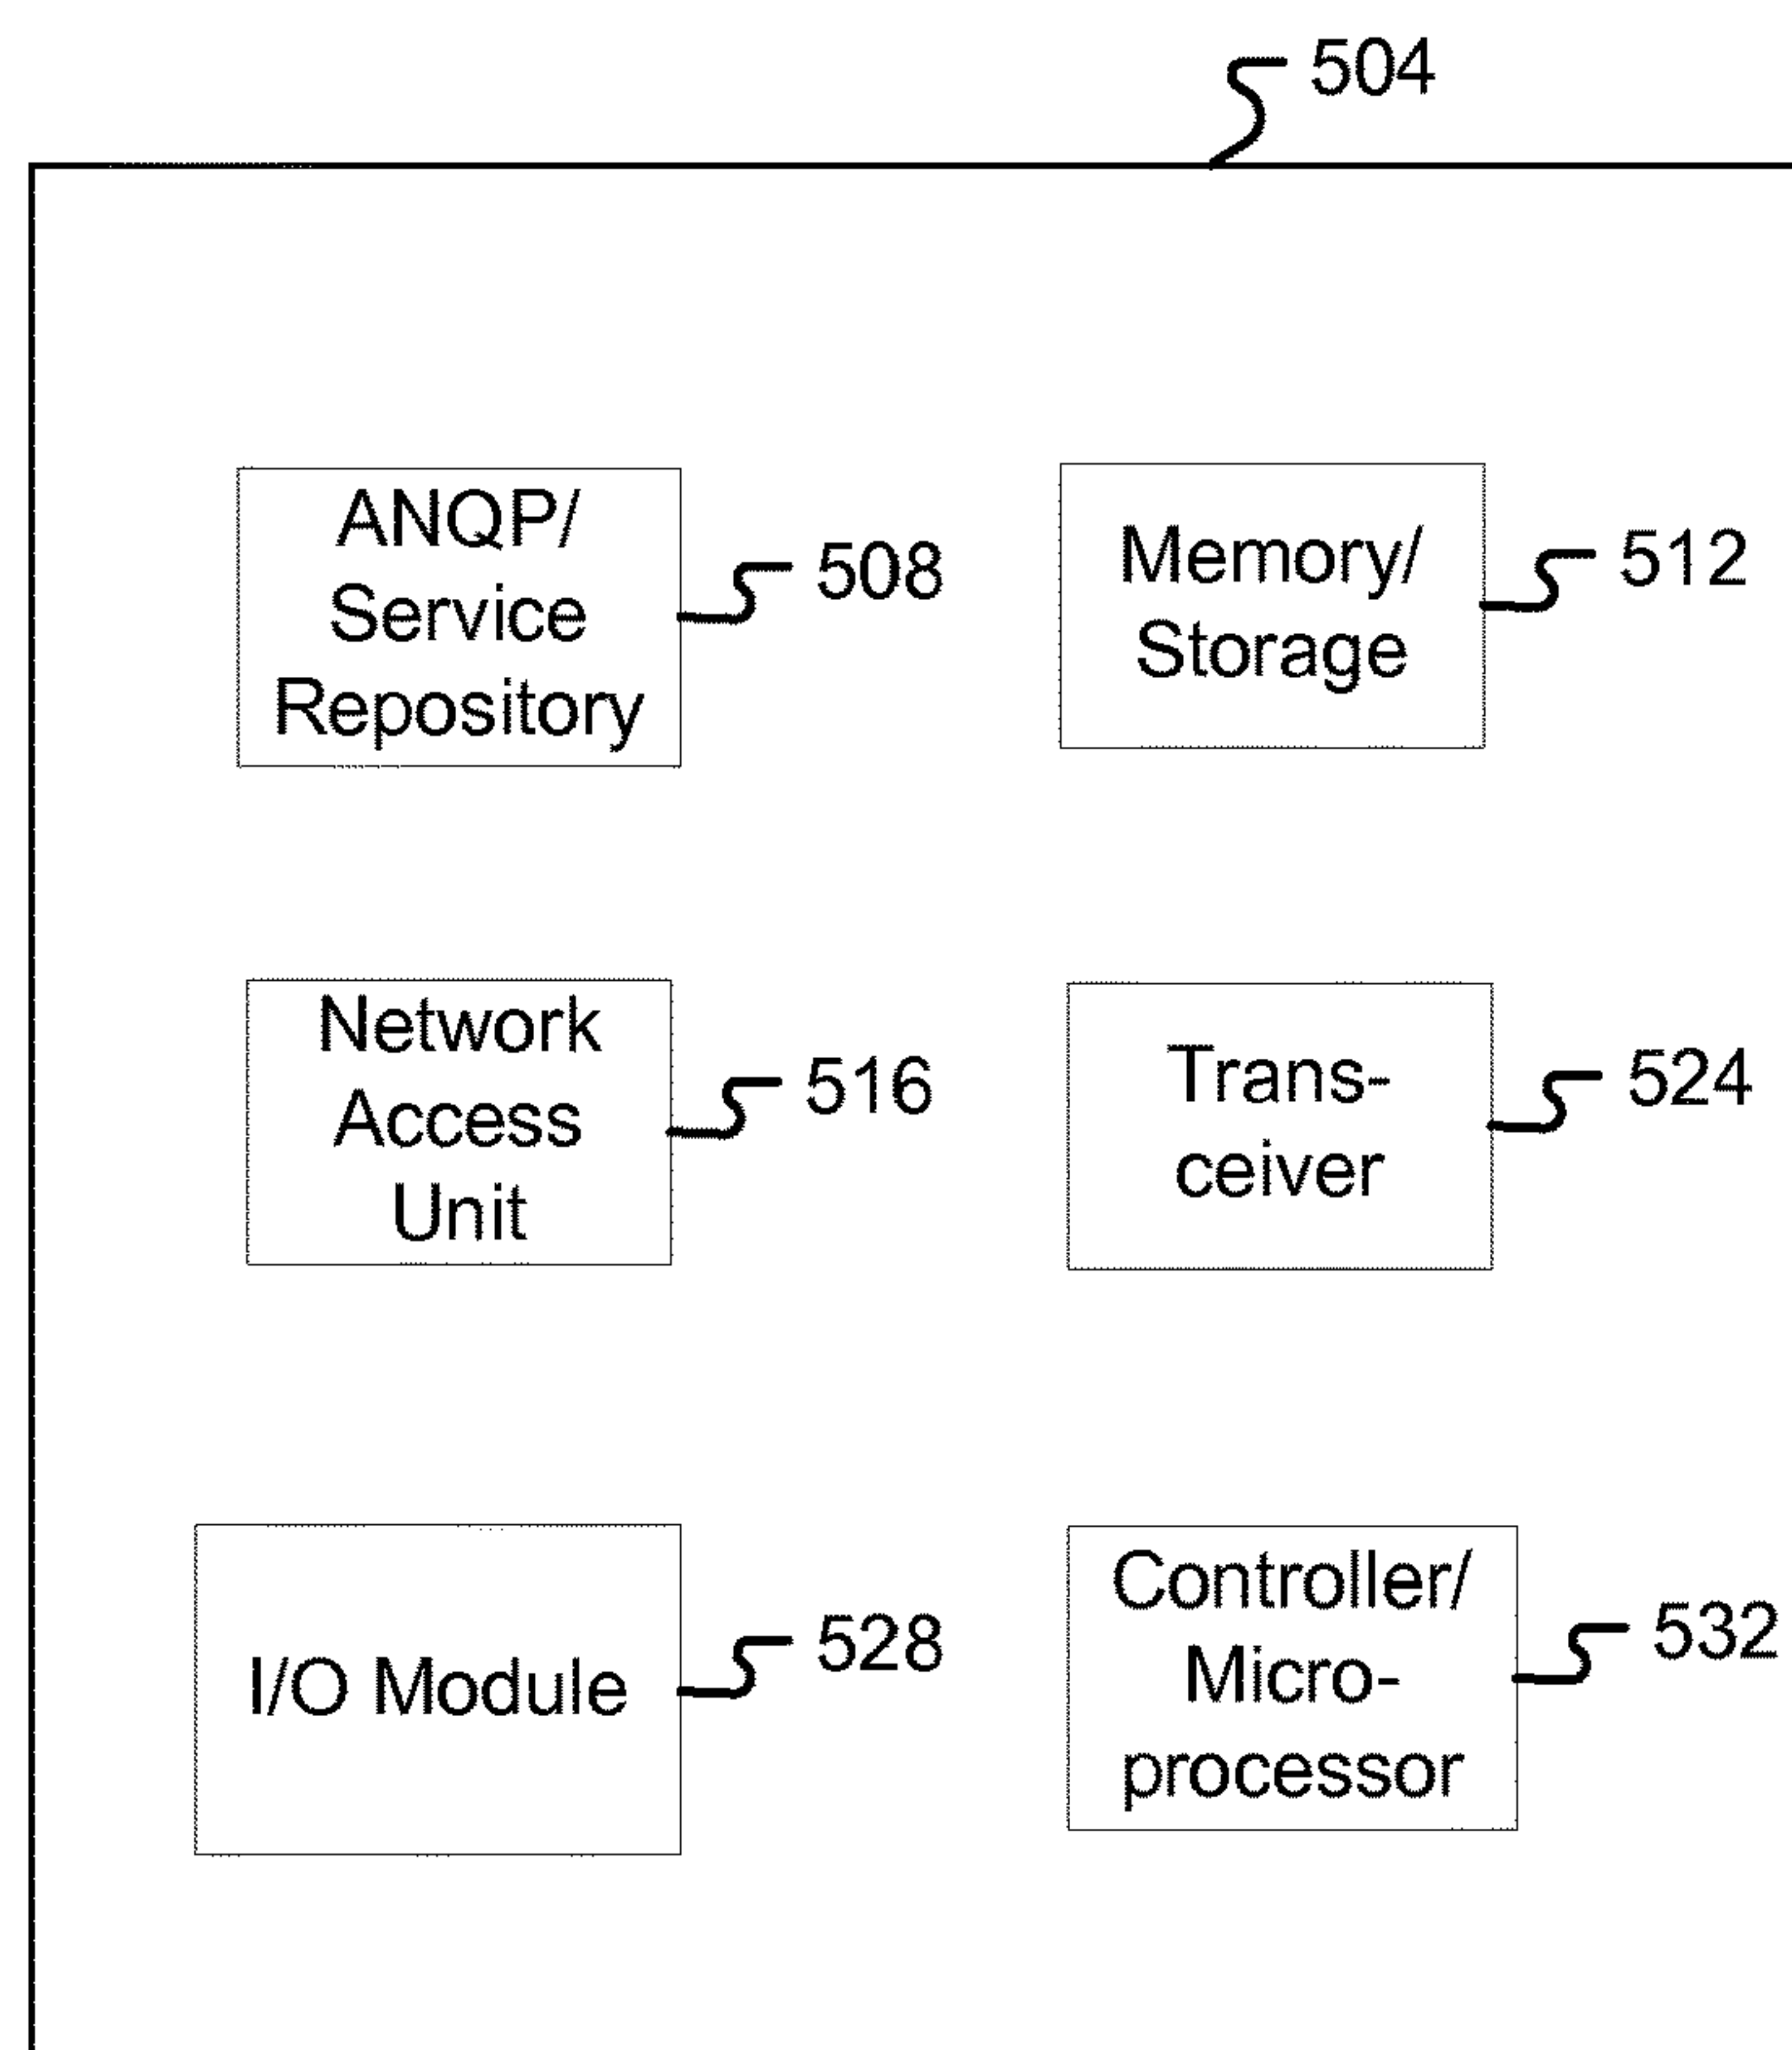 504
ANQP/
Service
Repository
508
Memory/
Storage
512
Network
Access
Unit
516
Trans-
ceiver
524
I/O Module
528
Controller/
Micro-
processor
532